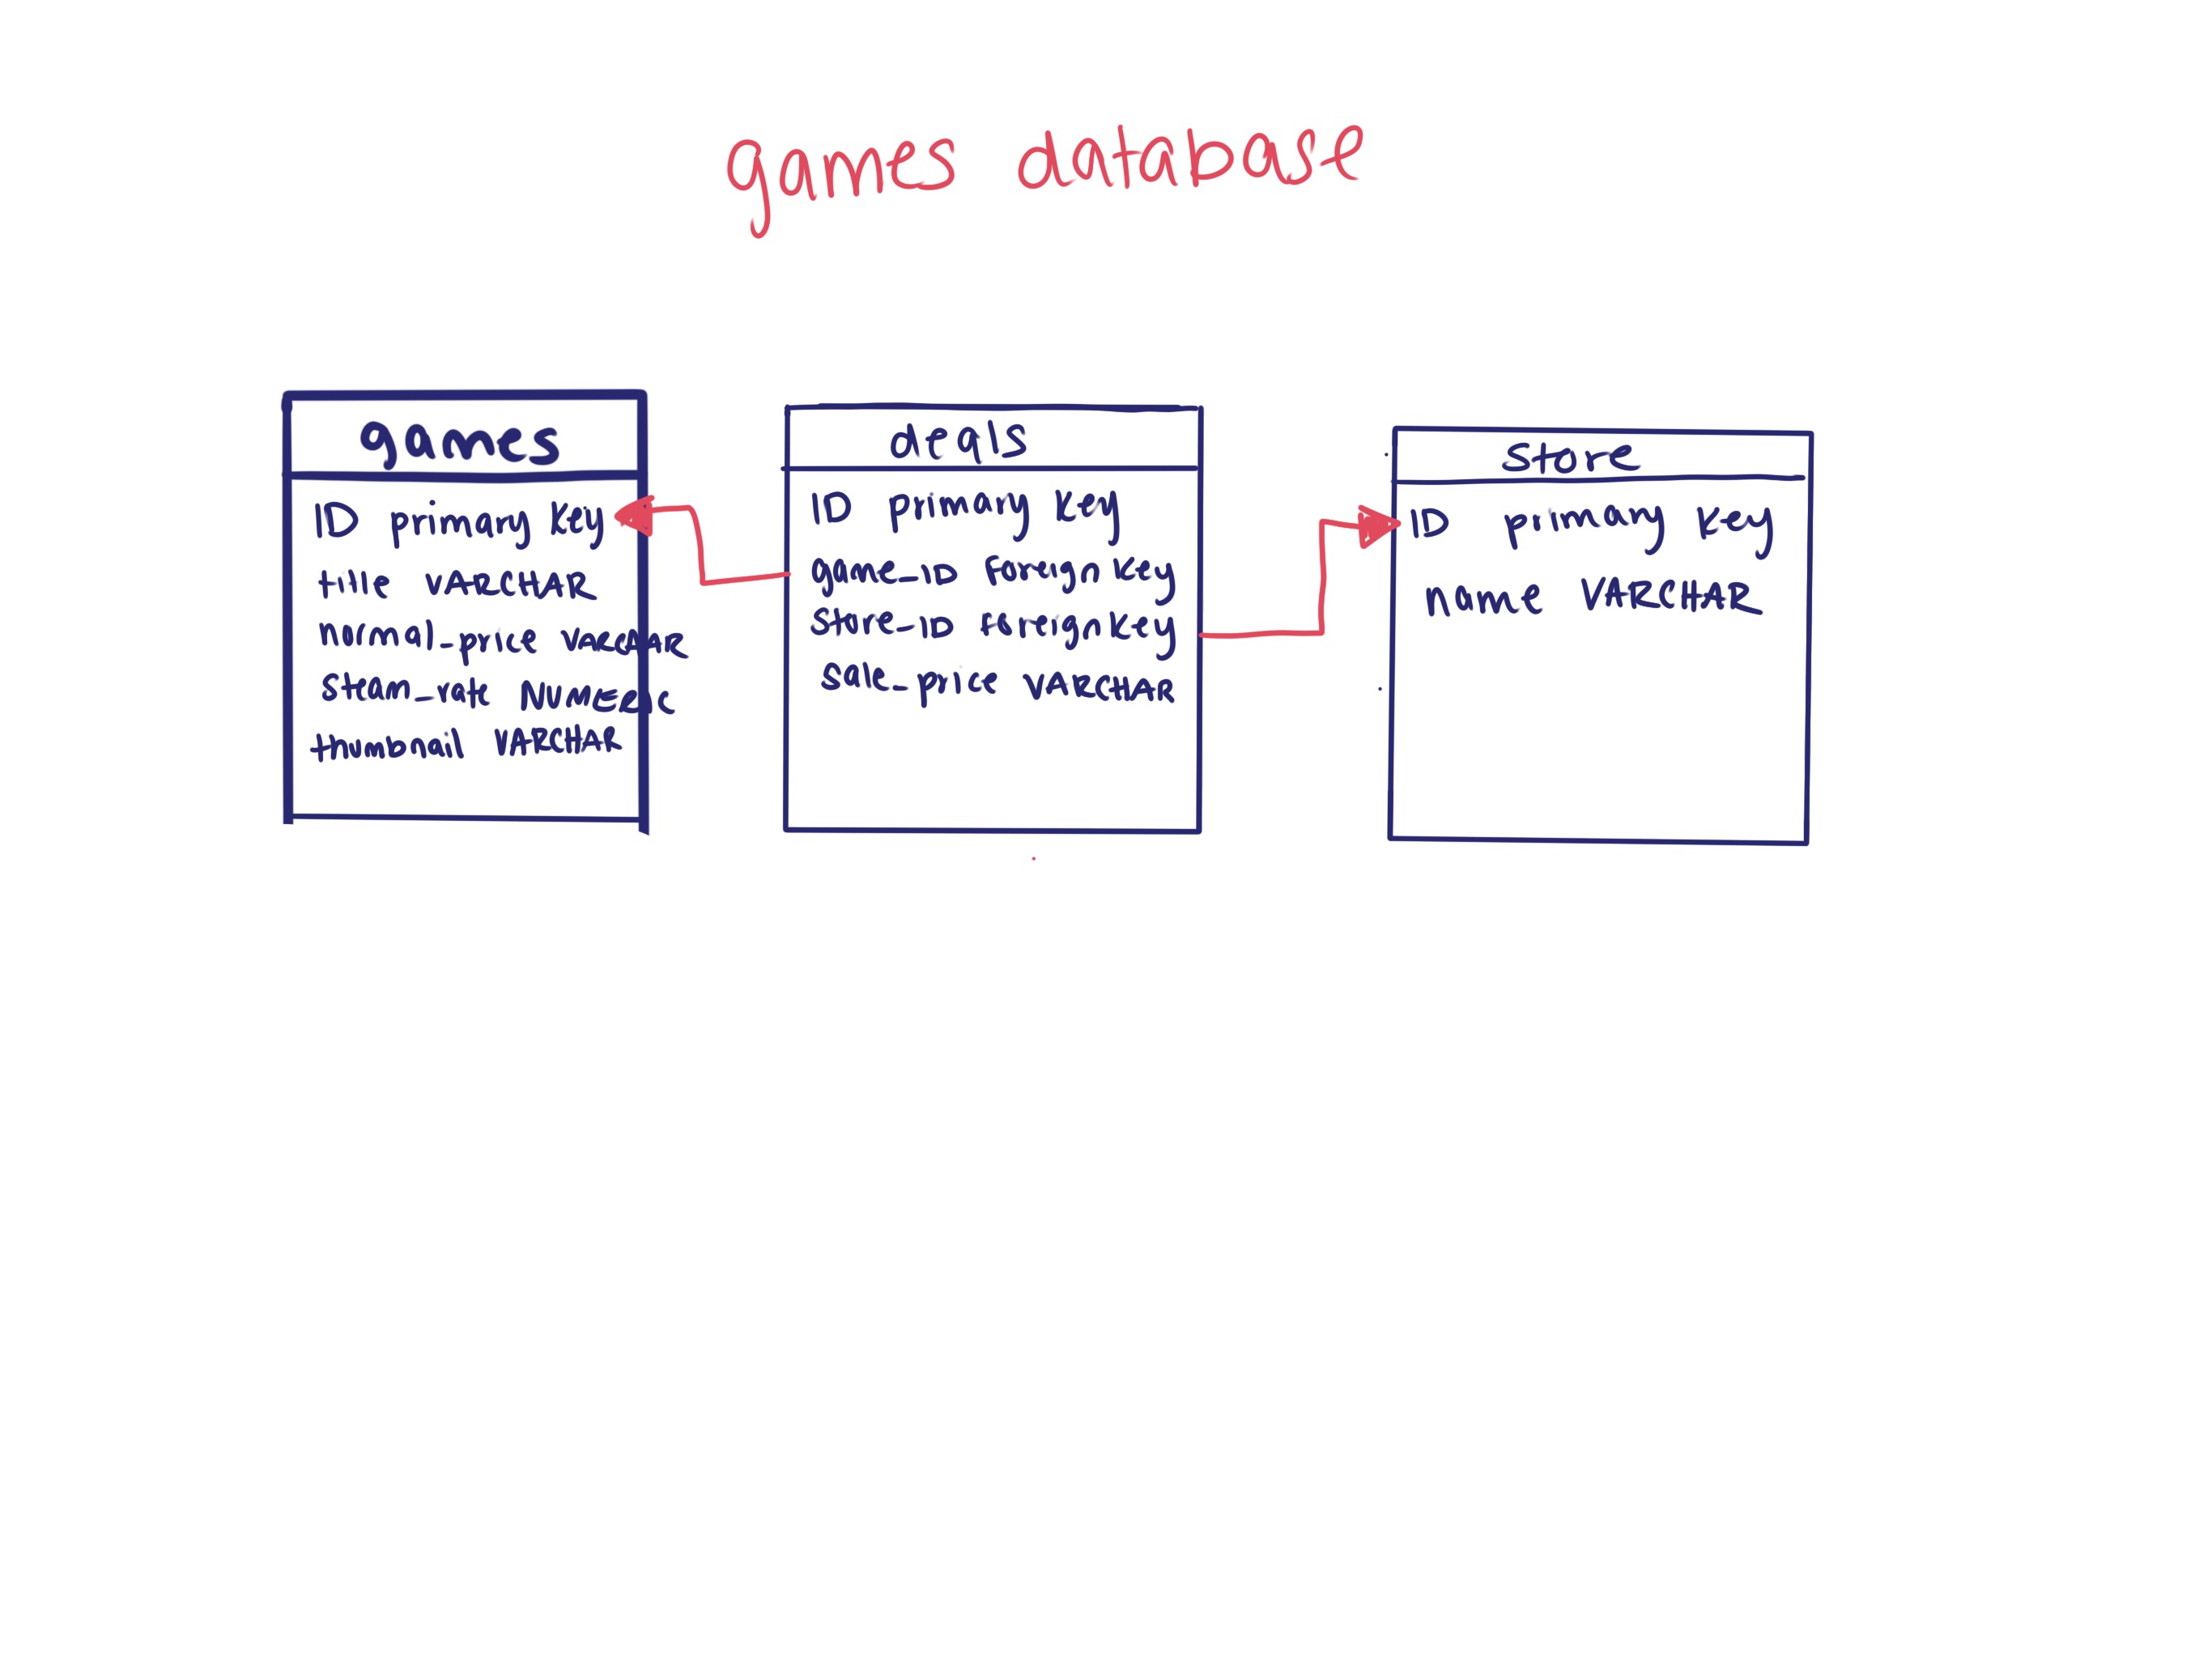 games database
games
ID primary key
title VARCHAR
normal_price VARCHAR
steam_rate NUMERIC
thumbnail VARCHAR
deals
ID primary key
game_ID foreign key
store_ID foreign key
sale_price VARCHAR
store
ID primary key
name VARCHAR